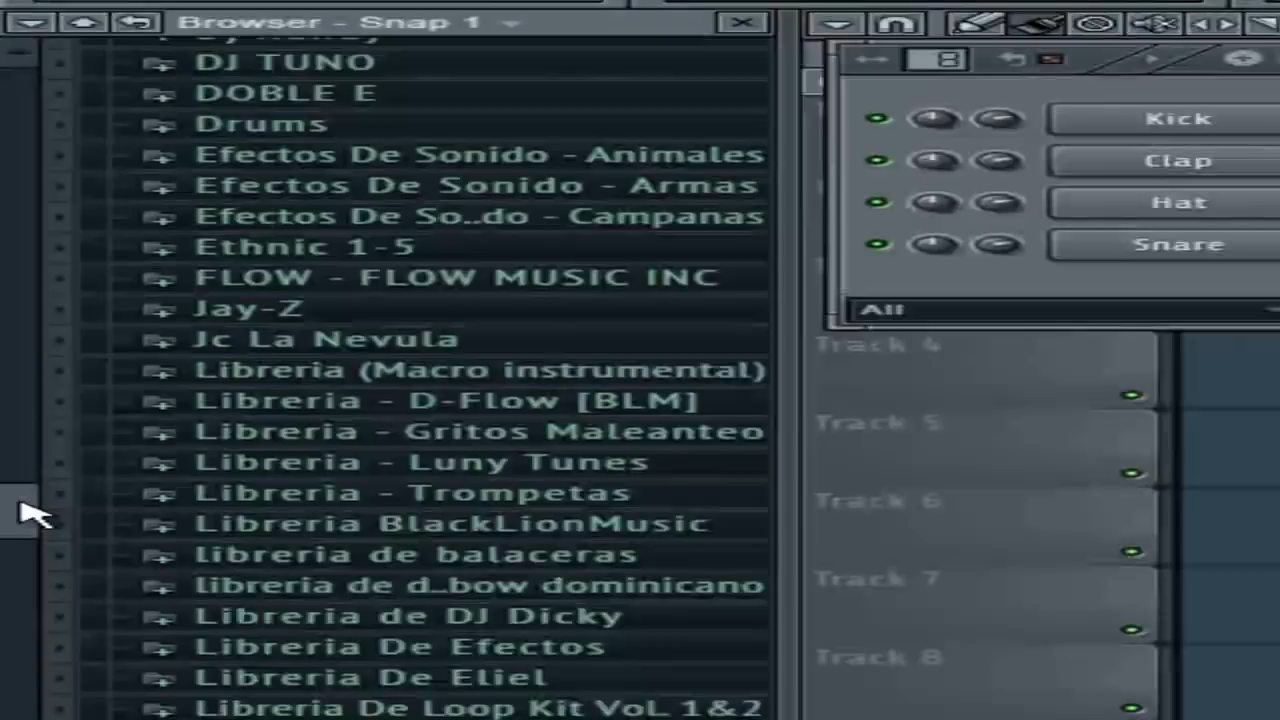 Browser - Snap 1
DJ TUNO
DOBLE E
Drums
Efectos De Sonido - Animales
Efectos De Sonido - Armas
Efectos De So..do - Campanas
Ethnic 1-5
FLOW - FLOW MUSIC INC
Jay-Z
Jc La Nevula
Libreria (Macro instrumental)
Libreria - D-Flow [BLM]
Libreria - Gritos Maleanteo
Libreria - Luny Tunes
Libreria - Trompetas
Libreria BlackLionMusic
libreria de balaceras
libreria de d..bow dominicano
Libreria de DJ Dicky
Libreria De Efectos
Libreria De Eliel
Libreria De Loop Kit VoL 1&2
8
Kick
Clap
Hat
Snare
All
Track 4
Track 5
Track 6
Track 7
Track 8